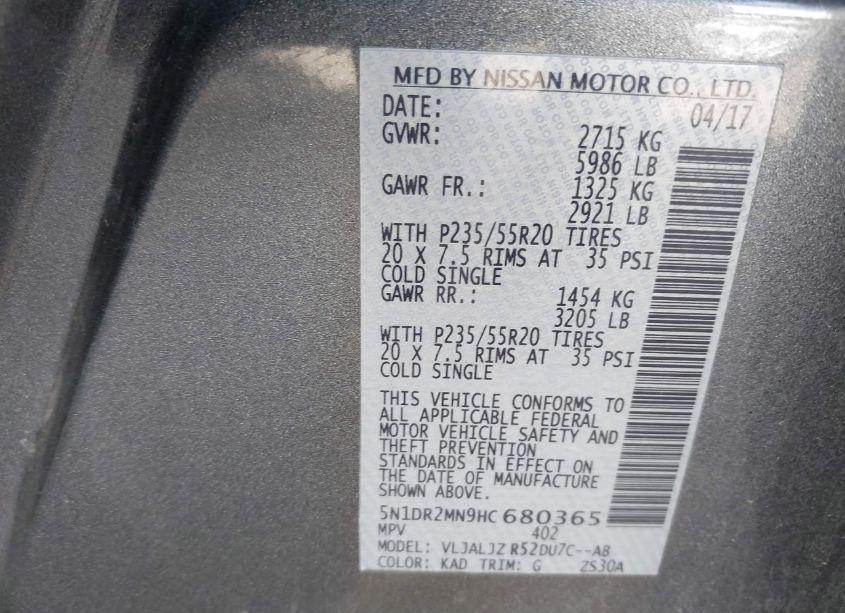 MFD BY NISSAN MOTOR CO., LTD.
DATE: 04/17
GVWR: 2715 KG
5986 LB
GAWR FR.: 1325 KG
2921 LB
WITH P235/55R20 TIRES
20 X 7.5 RIMS AT 35 PSI
COLD SINGLE
GAWR RR.: 1454 KG
3205 LB
WITH P235/55R20 TIRES
20 X 7.5 RIMS AT 35 PSI
COLD SINGLE
THIS VEHICLE CONFORMS TO
ALL APPLICABLE FEDERAL
MOTOR VEHICLE SAFETY AND
THEFT PREVENTION
STANDARDS IN EFFECT ON
THE DATE OF MANUFACTURE
SHOWN ABOVE.
5N1DR2MN9HC680365
MPV 402
MODEL: VLJALJZ R52DU7C--AB
COLOR: KAD TRIM: G ZS30A